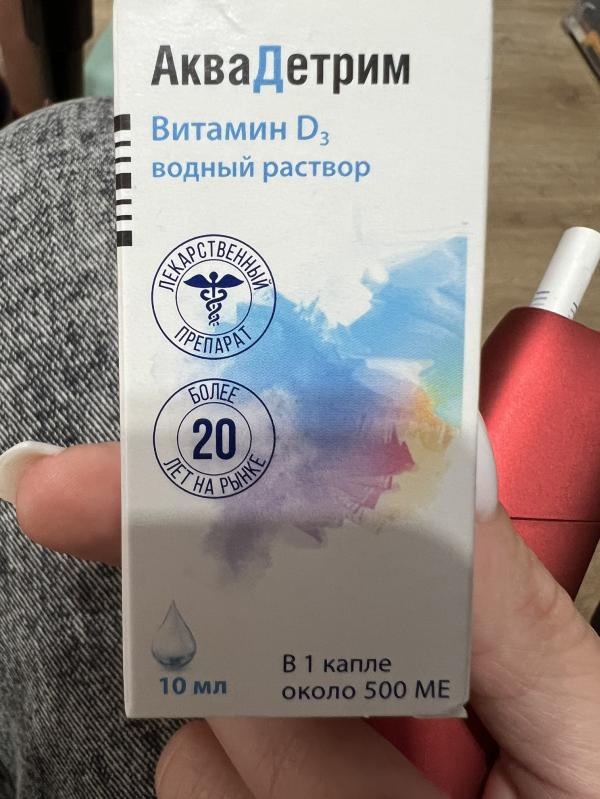 АкваДетрим
Витамин D₃
водный раствор
ЛЕКАРСТВЕННЫЙ
ПРЕПАРАТ
БОЛЕЕ
20
ЛЕТ НА РЫНКЕ
10 мл
В 1 капле
около 500 МЕ